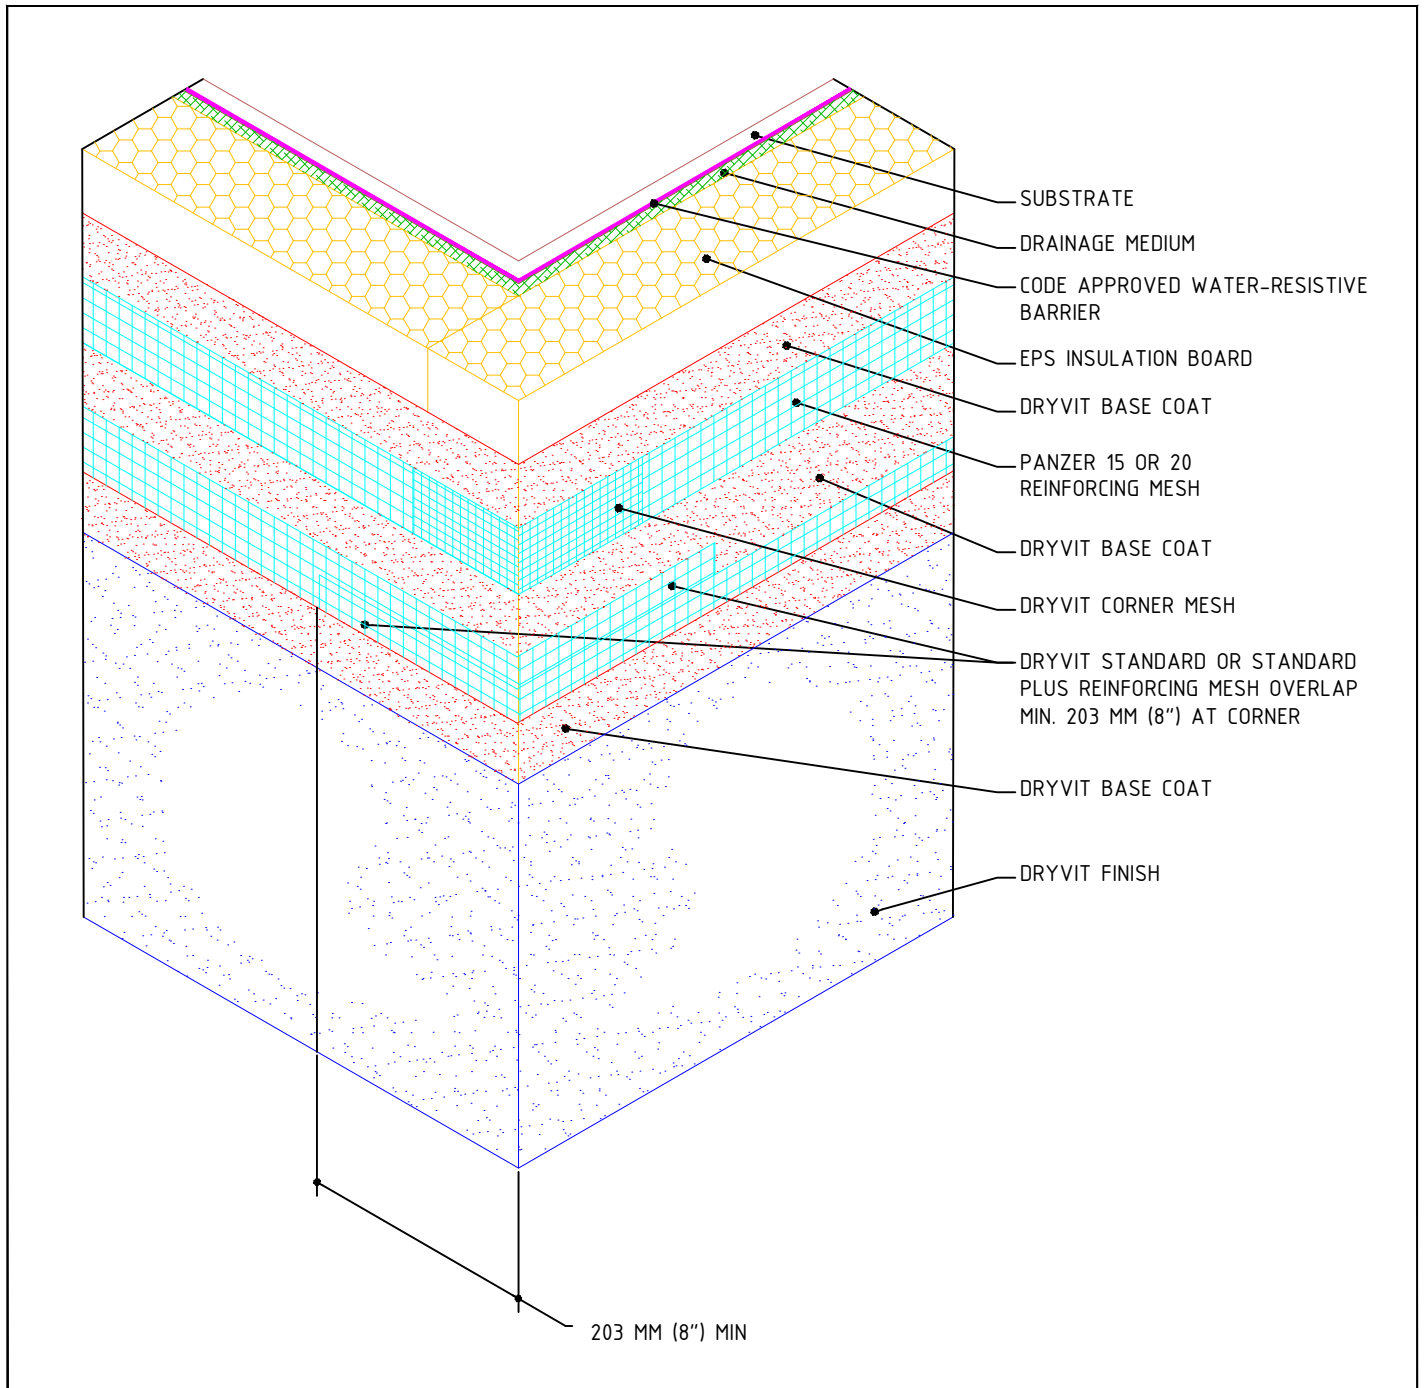 SUBSTRATE
DRAINAGE MEDIUM
CODE APPROVED WATER-RESISTIVE
BARRIER
EPS INSULATION BOARD
DRYVIT BASE COAT
PANZER 15 OR 20
REINFORCING MESH
DRYVIT BASE COAT
DRYVIT CORNER MESH
DRYVIT STANDARD OR STANDARD
PLUS REINFORCING MESH OVERLAP
MIN. 203 MM (8") AT CORNER
DRYVIT BASE COAT
DRYVIT FINISH
203 MM (8") MIN